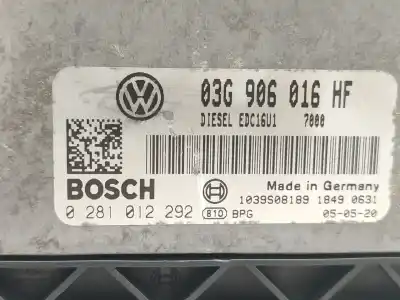 03G 906 016 HF
DIESEL EDC16U1 7000
BOSCH
Made in Germany
1039S08189 1849 0631
0 281 012 292
810 BPG 05-05-20